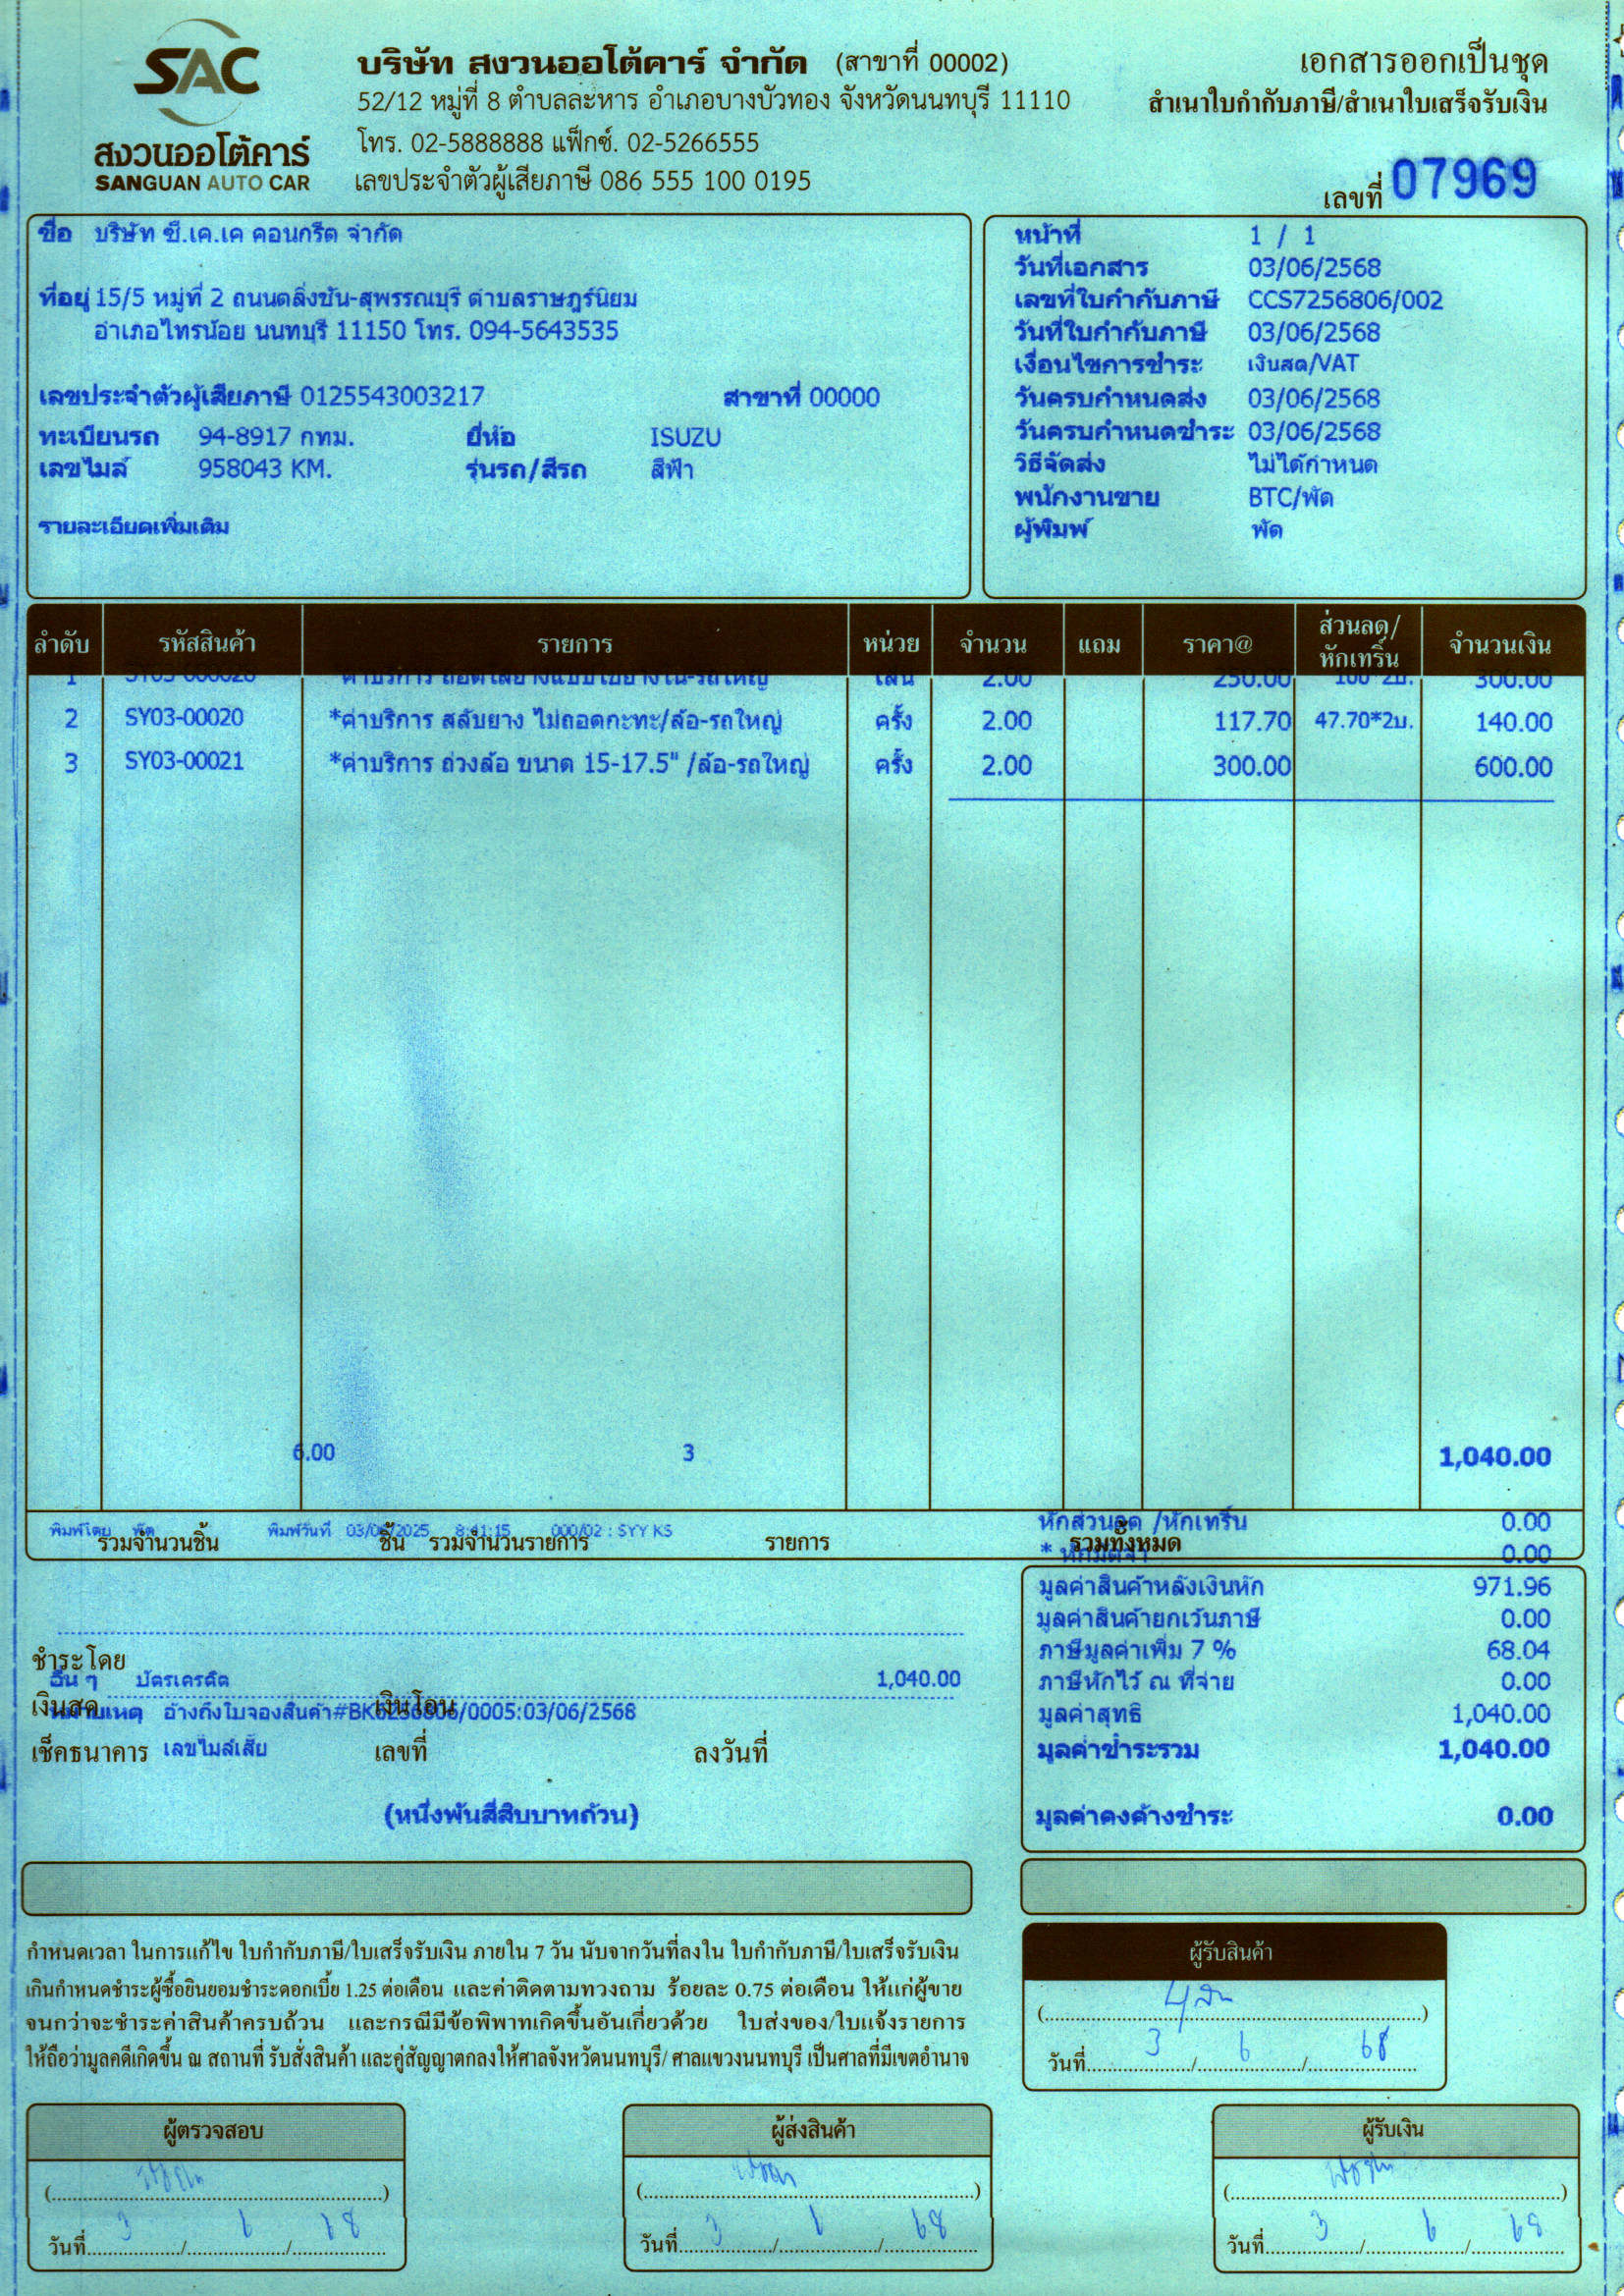 SAC
สงวนออโต้คาร์
SANGUAN AUTO CAR
บริษัท สงวนออโต้คาร์ จำกัด (สาขาที่ 00002)
52/12 หมู่ที่ 8 ตำบลละหาร อำเภอบางบัวทอง จังหวัดนนทบุรี 11110
โทร. 02-5888888 แฟ็กซ์. 02-5266555
เลขประจำตัวผู้เสียภาษี 086 555 100 0195
เอกสารออกเป็นชุด
สำเนาใบกำกับภาษี/สำเนาใบเสร็จรับเงิน
เลขที่ 07969
ชื่อ บริษัท ซี.เค.เค คอนกรีต จำกัด
ที่อยู่ 15/5 หมู่ที่ 2 ถนนตลิ่งชัน-สุพรรณบุรี ตำบลราษฎร์นิยม
อำเภอไทรน้อย นนทบุรี 11150 โทร. 094-5643535
เลขประจำตัวผู้เสียภาษี 0125543003217 สาขาที่ 00000
ทะเบียนรถ 94-8917 กทม. ยี่ห้อ ISUZU
เลขไมล์ 958043 KM. รุ่นรถ/สีรถ สีฟ้า
รายละเอียดเพิ่มเติม
หน้าที่ 1 / 1
วันที่เอกสาร 03/06/2568
เลขที่ใบกำกับภาษี CCS7256806/002
วันที่ใบกำกับภาษี 03/06/2568
เงื่อนไขการชำระ เงินสด/VAT
วันครบกำหนดส่ง 03/06/2568
วันครบกำหนดชำระ 03/06/2568
วิธีจัดส่ง ไม่ได้กำหนด
พนักงานขาย BTC/พัด
ผู้พิมพ์ พัด
ลำดับ รหัสสินค้า รายการ หน่วย จำนวน แถม ราคา@ ส่วนลด/หักเทริ์น จำนวนเงิน
1 เส้น 2.00 250.00 100*2บ. 300.00
2 SY03-00020 *ค่าบริการ สลับยาง ไม่ถอดกะทะ/ล้อ-รถใหญ่ ครั้ง 2.00 117.70 47.70*2บ. 140.00
3 SY03-00021 *ค่าบริการ ถ่วงล้อ ขนาด 15-17.5" /ล้อ-รถใหญ่ ครั้ง 2.00 300.00 600.00
6.00 3 1,040.00
พิมพ์โดย พัด พิมพ์วันที่ 03/06/2025 8:41:15 000/02 : SYY KS
รวมจำนวนชิ้น ชิ้น รวมจำนวนรายการ รายการ รวมทั้งหมด
หักส่วนลด /หักเทริ์น 0.00
* หักมัดจำ 0.00
มูลค่าสินค้าหลังเงินหัก 971.96
มูลค่าสินค้ายกเว้นภาษี 0.00
ภาษีมูลค่าเพิ่ม 7 % 68.04
ภาษีหักไว้ ณ ที่จ่าย 0.00
มูลค่าสุทธิ 1,040.00
มูลค่าชำระรวม 1,040.00
มูลค่าคงค้างชำระ 0.00
ชำระโดย
อื่น ๆ บัตรเครดิต 1,040.00
เงินสด เงินโอน
หมายเหตุ อ้างถึงใบจองสินค้า#BK6256806/0005:03/06/2568
เช็คธนาคาร เลขที่ ลงวันที่
เลขไมล์เสีย
(หนึ่งพันสี่สิบบาทถ้วน)
กำหนดเวลา ในการแก้ไข ใบกำกับภาษี/ใบเสร็จรับเงิน ภายใน 7 วัน นับจากวันที่ลงใน ใบกำกับภาษี/ใบเสร็จรับเงิน
เกินกำหนดชำระผู้ซื้อยินยอมชำระดอกเบี้ย 1.25 ต่อเดือน และค่าติดตามทวงถาม ร้อยละ 0.75 ต่อเดือน ให้แก่ผู้ขาย
จนกว่าจะชำระค่าสินค้าครบถ้วน และกรณีมีข้อพิพาทเกิดขึ้นอันเกี่ยวด้วย ใบส่งของ/ใบแจ้งรายการ
ให้ถือว่ามูลคดีเกิดขึ้น ณ สถานที่ รับสั่งสินค้า และคู่สัญญาตกลงให้ศาลจังหวัดนนทบุรี/ ศาลแขวงนนทบุรี เป็นศาลที่มีเขตอำนาจ
ผู้รับสินค้า
วันที่ 3 / 6 / 68
ผู้ตรวจสอบ ผู้ส่งสินค้า ผู้รับเงิน
วันที่ 3 / 6 / 68 วันที่ 3 / 6 / 68 วันที่ 3 / 6 / 68